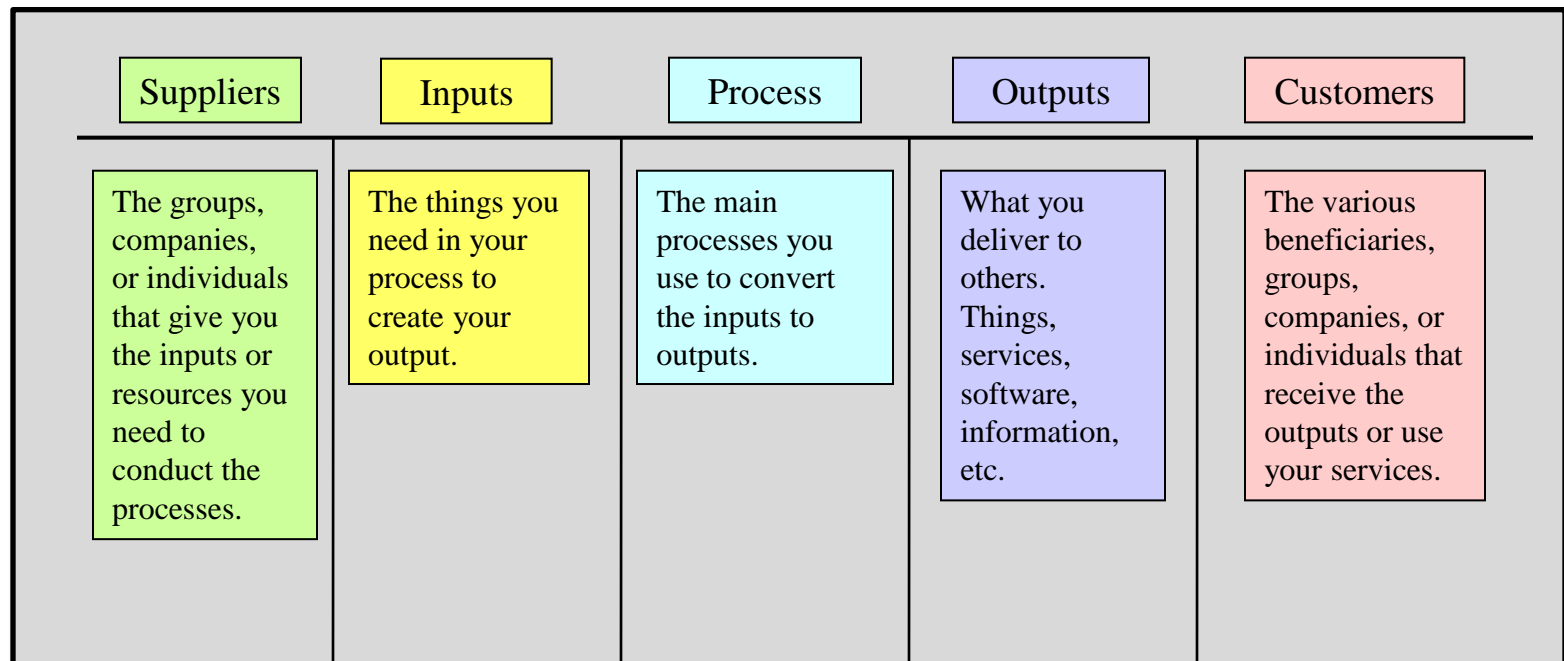 Suppliers
Inputs
Process
Outputs
Customers
The groups,
companies,
or individuals
that give you
the inputs or
resources you
need to
conduct the
processes.
The things you
need in your
process to
create your
output.
The main
processes you
use to convert
the inputs to
outputs.
What you
deliver to
others.
Things,
services,
software,
information,
etc.
The various
beneficiaries,
groups,
companies, or
individuals that
receive the
outputs or use
your services.